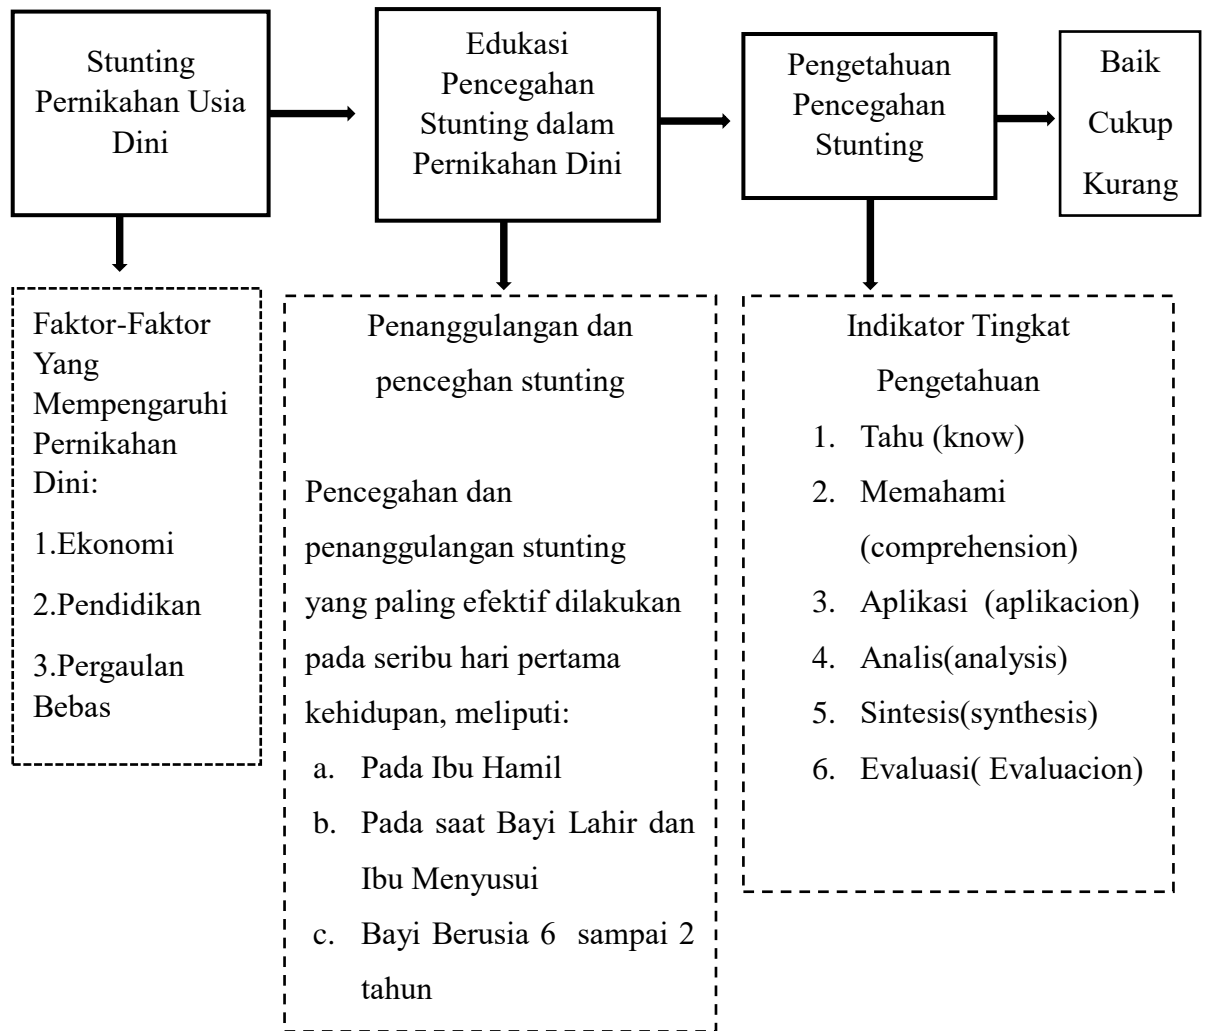 Stunting
Pernikahan Usia
Dini
Edukasi
Pencegahan
Stunting dalam
Pernikahan Dini
Pengetahuan
Pencegahan
Stunting
Baik
Cukup
Kurang
Faktor-Faktor
Yang
Mempengaruhi
Pernikahan
Dini:
1.Ekonomi
2.Pendidikan
3.Pergaulan
Bebas
Penanggulangan dan
penceghan stunting
Pencegahan dan
penanggulangan stunting
yang paling efektif dilakukan
pada seribu hari pertama
kehidupan, meliputi:
a. Pada Ibu Hamil
b. Pada saat Bayi Lahir dan
Ibu Menyusui
c. Bayi Berusia 6 sampai 2
tahun
Indikator Tingkat
Pengetahuan
1. Tahu (know)
2. Memahami
(comprehension)
3. Aplikasi (aplikacion)
4. Analis(analysis)
5. Sintesis(synthesis)
6. Evaluasi( Evaluacion)